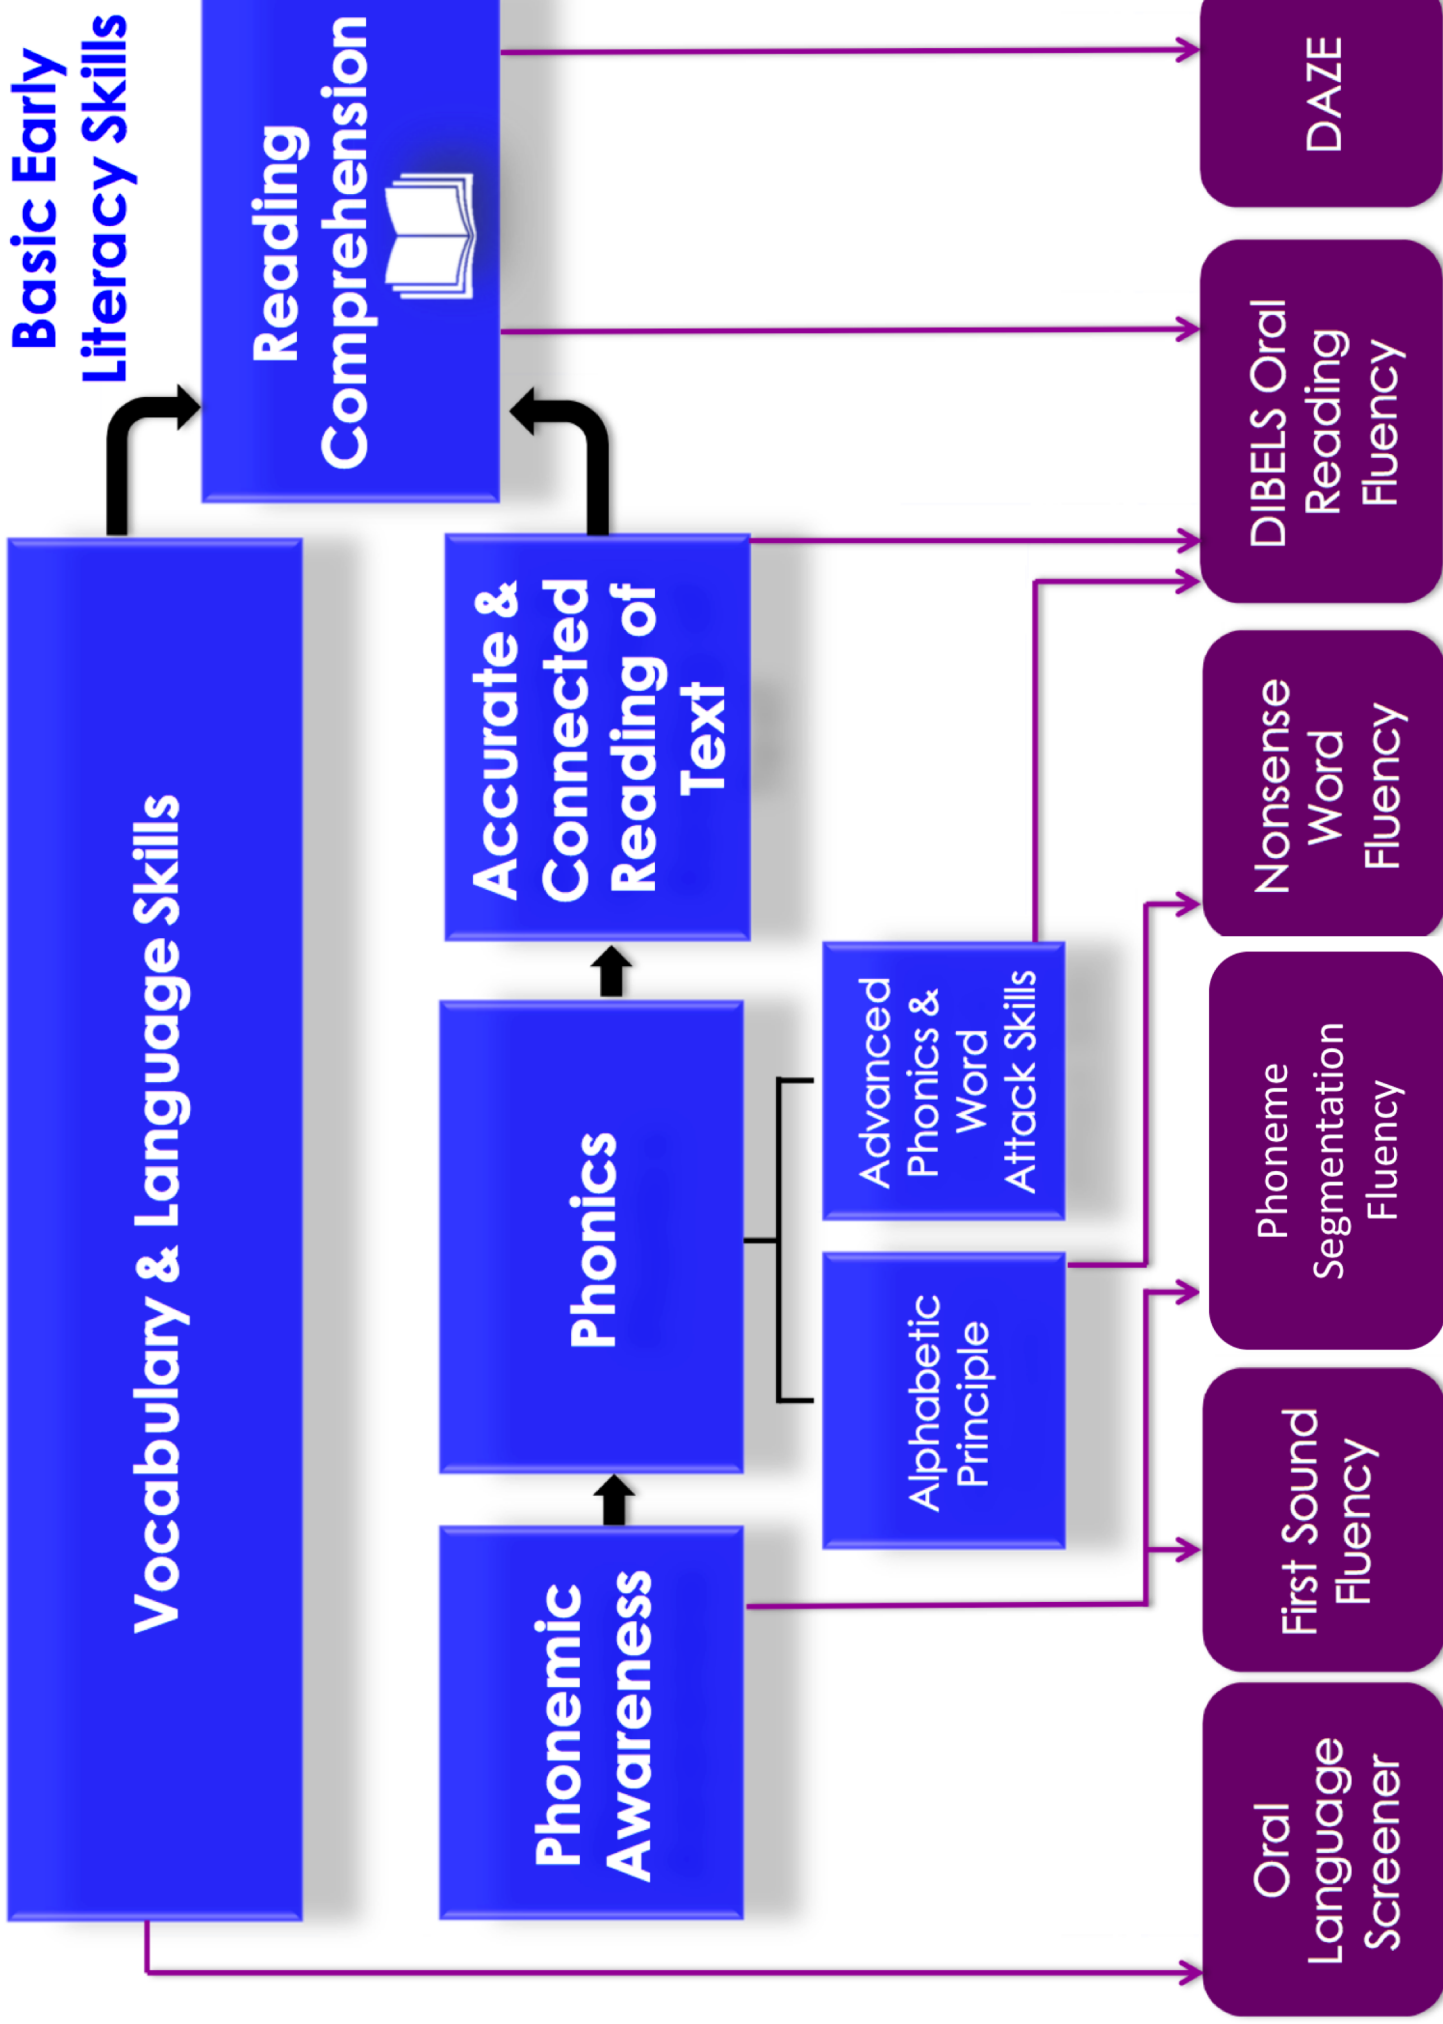 Basic Early
Literacy Skills
Vocabulary & Language Skills
Reading
Comprehension
Phonemic
Awareness
Phonics
Accurate &
Connected
Reading of
Text
Alphabetic
Principle
Advanced
Phonics &
Word
Attack Skills
Oral
Language
Screener
First Sound
Fluency
Phoneme
Segmentation
Fluency
Nonsense
Word
Fluency
DIBELS Oral
Reading
Fluency
DAZE